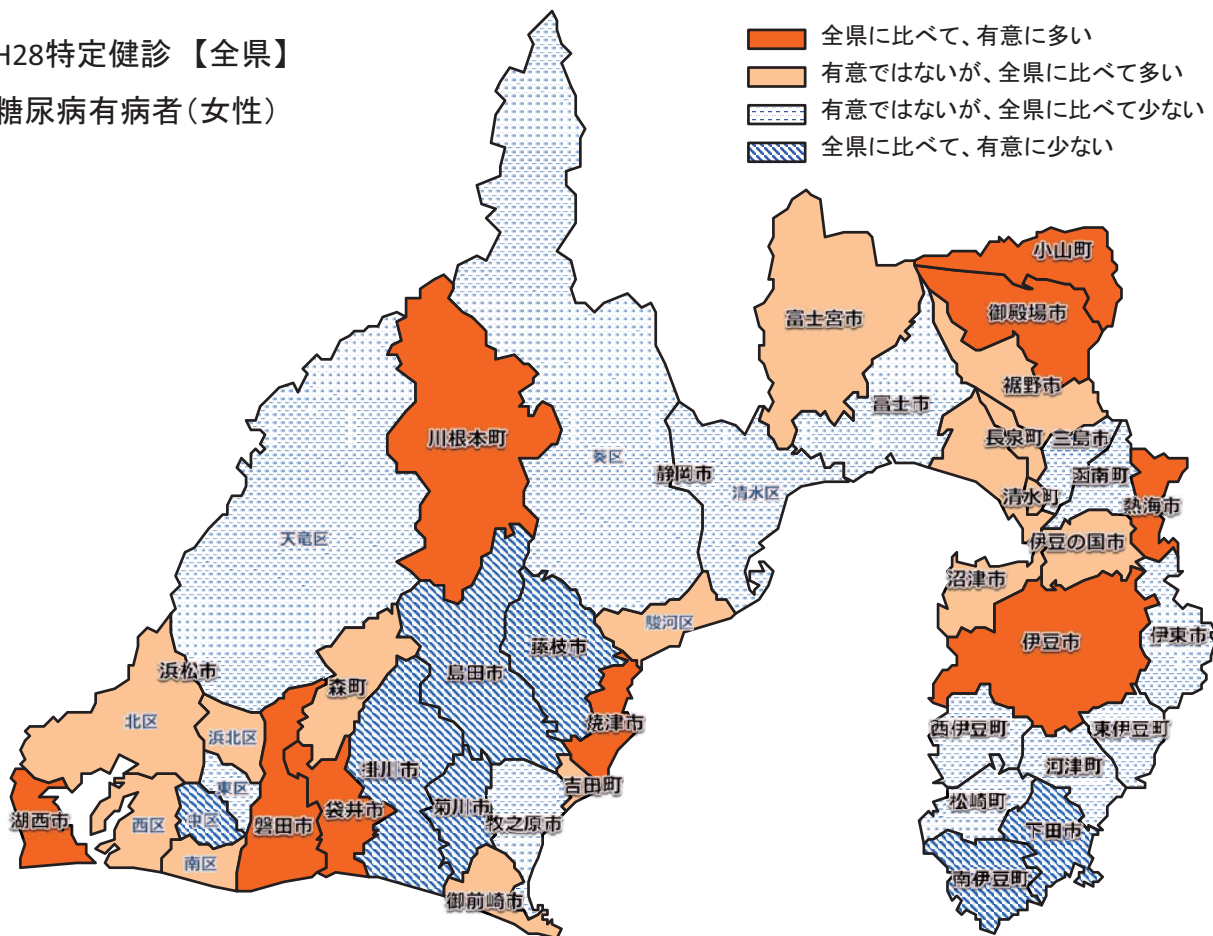 H28特定健診 【全県】
糖尿病有病者（女性）
全県に比べて、有意に多い
有意ではないが、全県に比べて多い
有意ではないが、全県に比べて少ない
全県に比べて、有意に少ない
小山町
御殿場市
富士宮市
裾野市
富士市
長泉町
三島市
川根本町
葵区
静岡市
清水区
函南町
清水町
熱海市
天竜区
伊豆の国市
沼津市
駿河区
伊東市
伊豆市
藤枝市
島田市
浜松市
森町
北区
浜北区
焼津市
西伊豆町
東伊豆町
掛川市
河津町
東区
吉田町
湖西市
西区
中区
磐田市
袋井市
菊川市
牧之原市
松崎町
下田市
南区
南伊豆町
御前崎市